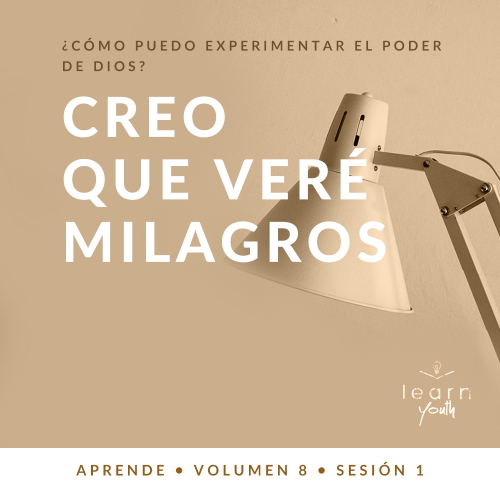 ¿CÓMO PUEDO EXPERIMENTAR EL PODER
DE DIOS?
CREO
QUE VERÉ
MILAGROS
learn
youth
APRENDE • VOLUMEN 8 • SESIÓN 1